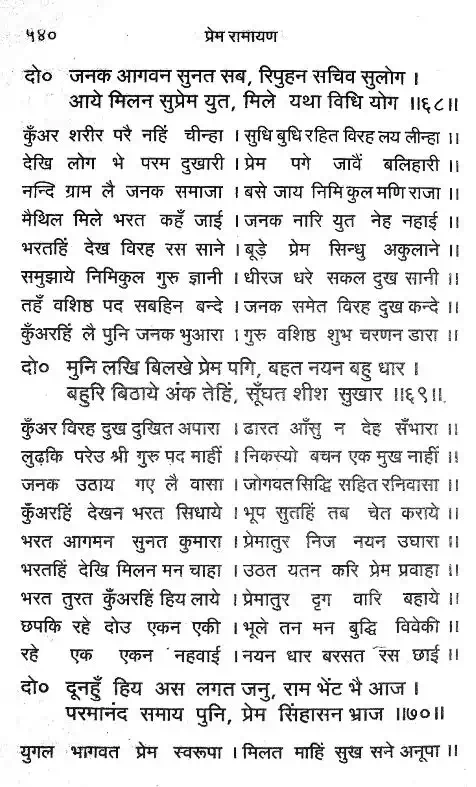 ५४० प्रेम रामायण
दो० जनक आगवन सुनत सब, रिपुहन सचिव सुलोग ।
आये मिलन सुप्रेम युत, मिले यथा विधि योग ॥६८॥
कुँअर शरीर परै नहिं चीन्हा । सुधि बुधि रहित विरह लय लीन्हा ॥
देखि लोग भे परम दुखारी । प्रेम पगे जावैं बलिहारी ॥
नन्दि ग्राम लै जनक समाजा । बसे जाय निमि कुल मणि राजा ॥
मैथिल मिले भरत कहँ जाई । जनक नारि युत नेह नहाई ॥
भरतहिं देख विरह रस साने । बूड़े प्रेम सिन्धु अकुलाने ॥
समुझाये निमिकुल गुरु ज्ञानी । धीरज धरे सकल दुख सानी ॥
तहँ वशिष्ठ पद सबहिन बन्दे । जनक समेत विरह दुख कन्दे ॥
कुँअरहिं लै पुनि जनक भुआरा । गुरु वशिष्ठ शुभ चरणन डारा ॥
दो० मुनि लखि बिलखे प्रेम पगि, बहत नयन बहु धार ।
बहुरि बिठाये अंक तेहिं, सूँघत शीश सुखार ॥६९॥
कुँअर विरह दुख दुखित अपारा । ढारत आँसु न देह सँभारा ॥
लुढ़कि परेउ श्री गुरु पद माहीं । निकस्यो बचन एक मुख नाहीं ॥
जनक उठाय गए लै वासा । जोगवत सिद्धि सहित रनिवासा ॥
कुँअरहिं देखन भरत सिधाये । भूप सुतहिं तब चेत कराये ॥
भरत आगमन सुनत कुमारा । प्रेमातुर निज नयन उघारा ॥
भरतहिं देखि मिलन मन चाहा । उठत यतन करि प्रेम प्रवाहा ॥
भरत तुरत कुँअरहिं हिय लाये । प्रेमातुर दृग वारि बहाये ॥
छपकि रहे दोउ एकन एकी । भूले तन मन बुद्धि विवेकी ॥
रहे एक एकन नहवाई । नयन धार बरसत रस छाई ॥
दो० दूनहुँ हिय अस लगत जनु, राम भेंट भै आज ।
परमानंद समाय पुनि, प्रेम सिंहासन भ्राज ॥७०॥
युगल भागवत प्रेम स्वरूपा । मिलत माहिं सुख सने अनूपा ॥